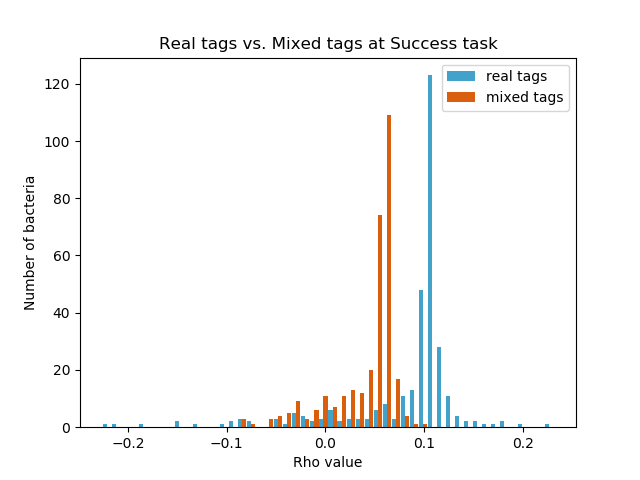 Real tags vs. Mixed tags at Success task
real tags
mixed tags
Number of bacteria
120
100
80
60
40
20
0
−0.2
−0.1
0.0
0.1
0.2
Rho value